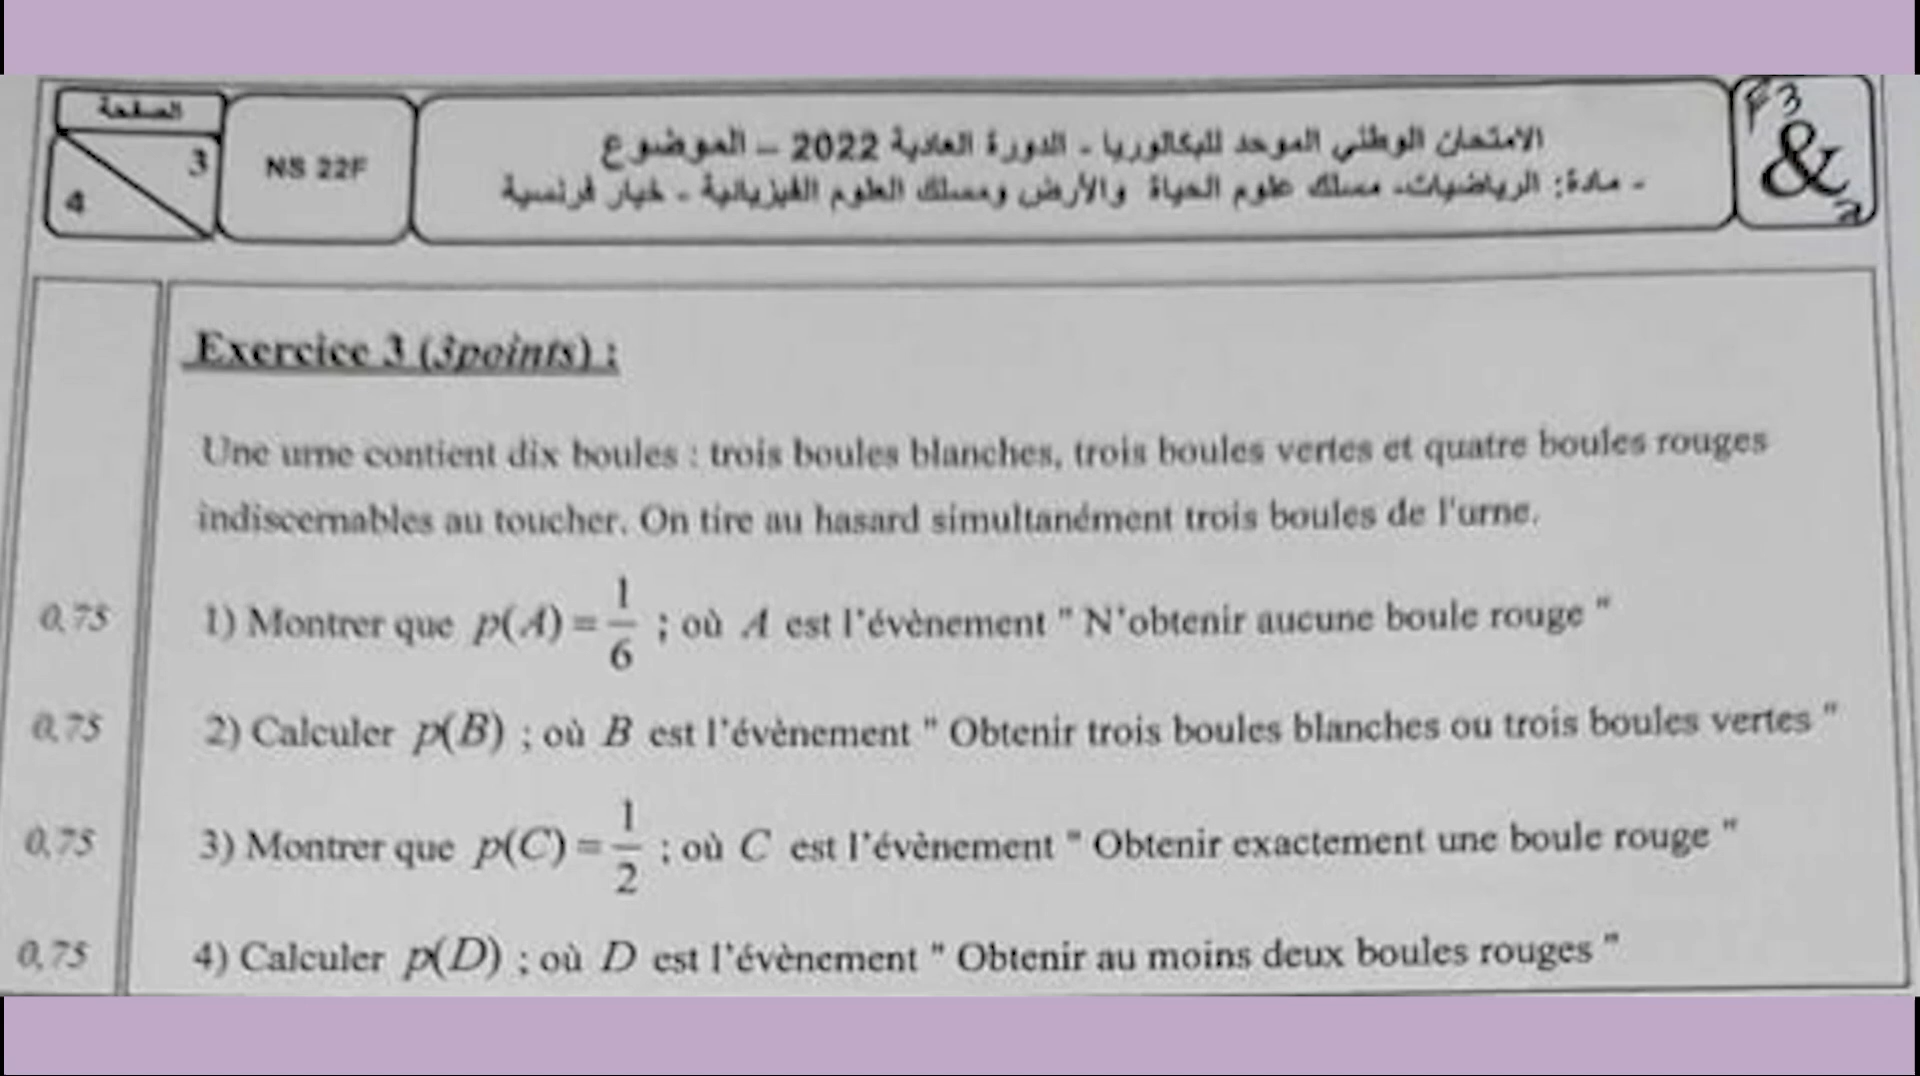 الصفحة
3
4
NS 22F
الامتحان الوطني الموحد للبكالوريا - الدورة العادية 2022 – الموضوع
- مادة: الرياضيات- مسلك علوم الحياة والأرض ومسلك العلوم الفيزيائية - خيار فرنسية
F3
&
a
Exercice 3 (3points) :
Une urne contient dix boules : trois boules blanches, trois boules vertes et quatre boules rouges
indiscernables au toucher. On tire au hasard simultanément trois boules de l'urne.
0,75 1) Montrer que p(A) = 1/6 ; où A est l'évènement " N'obtenir aucune boule rouge "
0,75 2) Calculer p(B) ; où B est l'évènement " Obtenir trois boules blanches ou trois boules vertes "
0,75 3) Montrer que p(C) = 1/2 ; où C est l'évènement " Obtenir exactement une boule rouge "
0,75 4) Calculer p(D) ; où D est l'évènement " Obtenir au moins deux boules rouges "